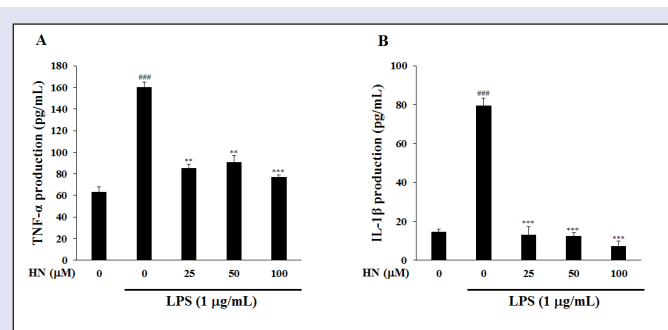 A
TNF-α production (pg/mL)
180
160
140
120
100
80
60
40
20
0
###
**
**
***
HN (μM)
0 0 25 50 100
LPS (1 μg/mL)
B
IL-1β production (pg/mL)
100
80
60
40
20
0
###
***
***
***
0 0 25 50 100
LPS (1 μg/mL)